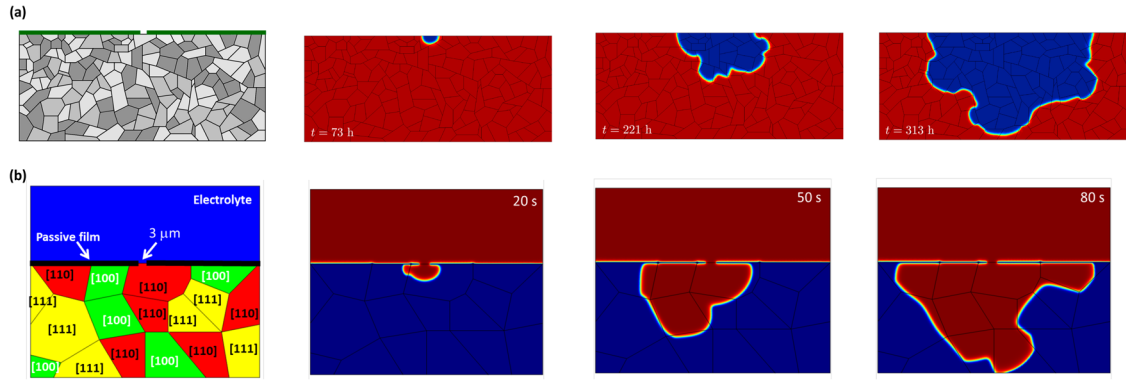 (a)
t = 73 h
t = 221 h
t = 313 h
(b)
Electrolyte
Passive film
3 μm
[110]
[100]
[110]
[100]
[111]
[111]
[111]
[100]
[110]
[111]
[110]
[100]
[111]
[110]
[100]
[110]
[111]
20 s
50 s
80 s